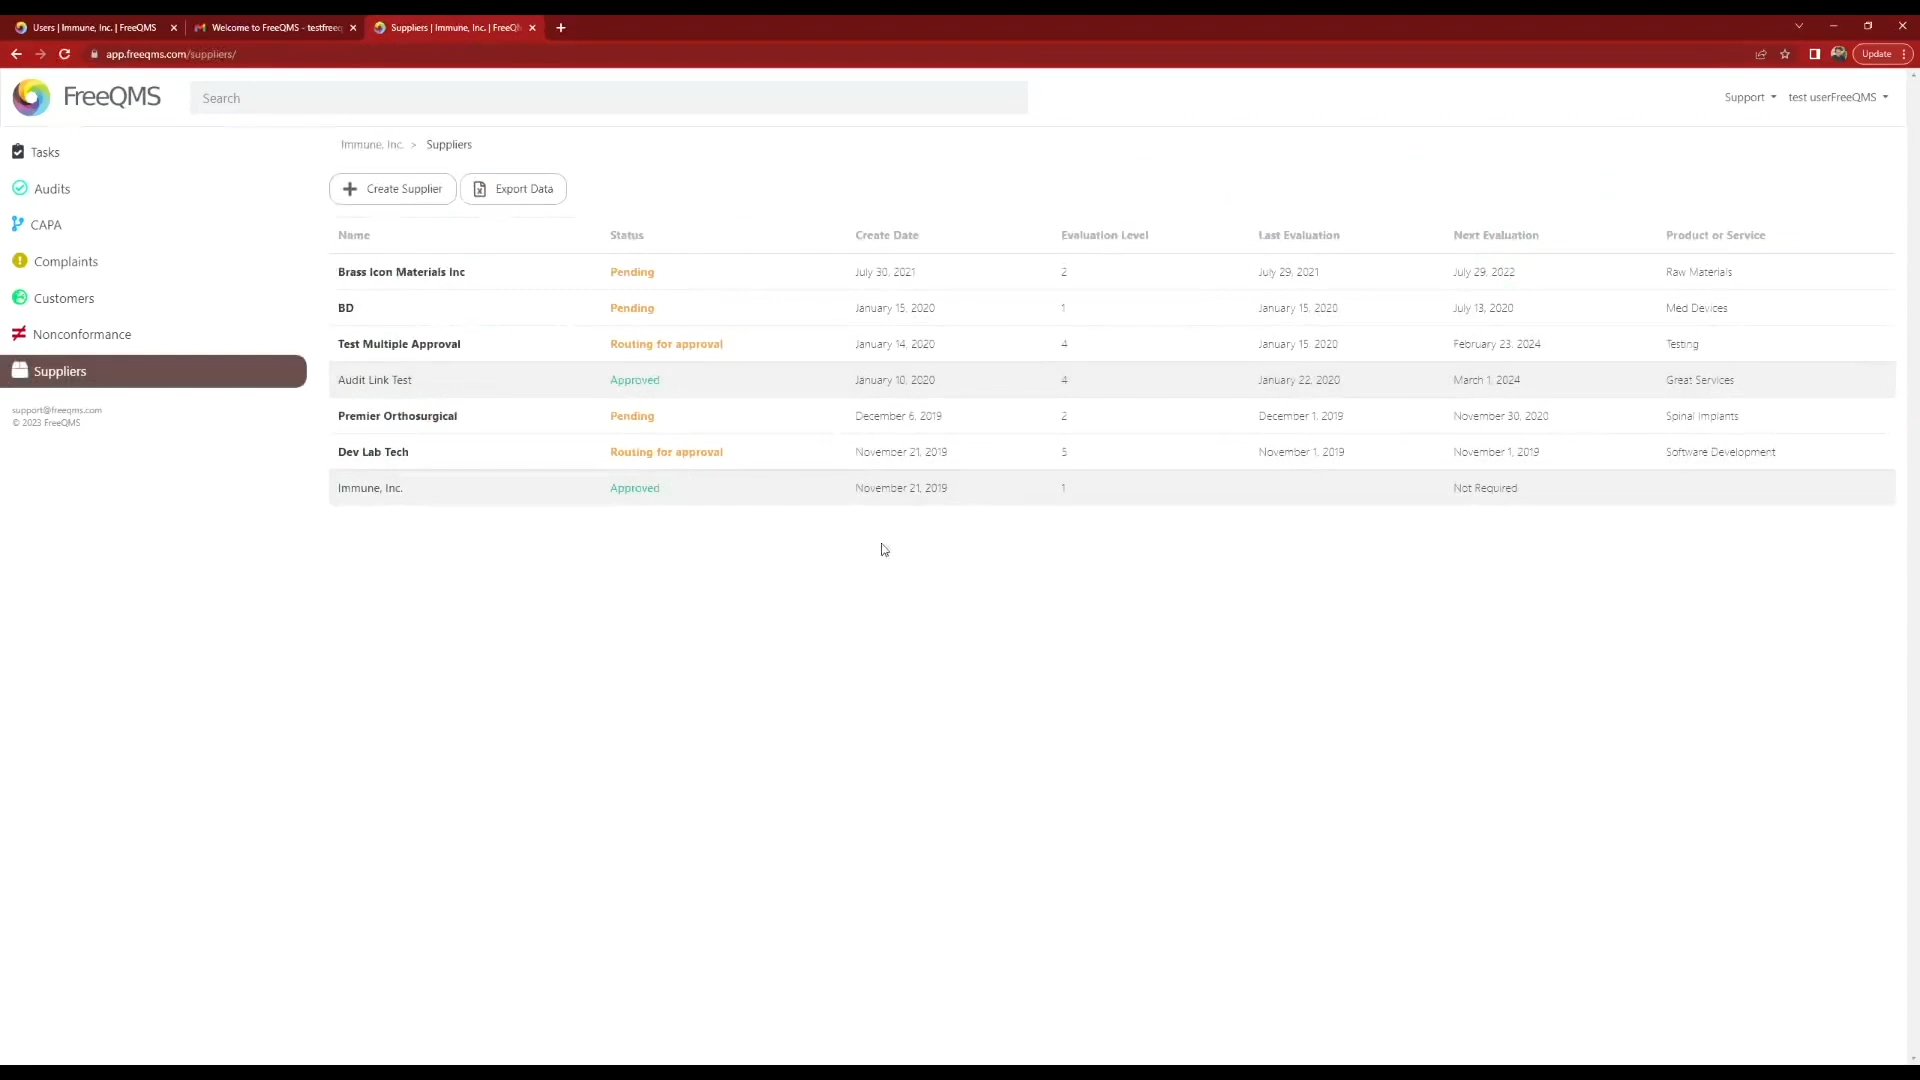 Users | Immune, Inc. | FreeQMS
Welcome to FreeQMS - testfreeq
Suppliers | Immune, Inc. | FreeQM
app.freeqms.com/suppliers/
Update
FreeQMS
Search
Support
test userFreeQMS
Tasks
Audits
CAPA
Complaints
Customers
Nonconformance
Suppliers
support@freeqms.com
© 2023 FreeQMS
Immune, Inc. > Suppliers
Create Supplier Export Data
Name Status Create Date Evaluation Level Last Evaluation Next Evaluation Product or Service
Brass Icon Materials Inc Pending July 30, 2021 2 July 29, 2021 July 29, 2022 Raw Materials
BD Pending January 15, 2020 1 January 15, 2020 July 13, 2020 Med Devices
Test Multiple Approval Routing for approval January 14, 2020 4 January 15, 2020 February 23, 2024 Testing
Audit Link Test Approved January 10, 2020 4 January 22, 2020 March 1, 2024 Great Services
Premier Orthosurgical Pending December 6, 2019 2 December 1, 2019 November 30, 2020 Spinal Implants
Dev Lab Tech Routing for approval November 21, 2019 5 November 1, 2019 November 1, 2019 Software Development
Immune, Inc. Approved November 21, 2019 1 Not Required